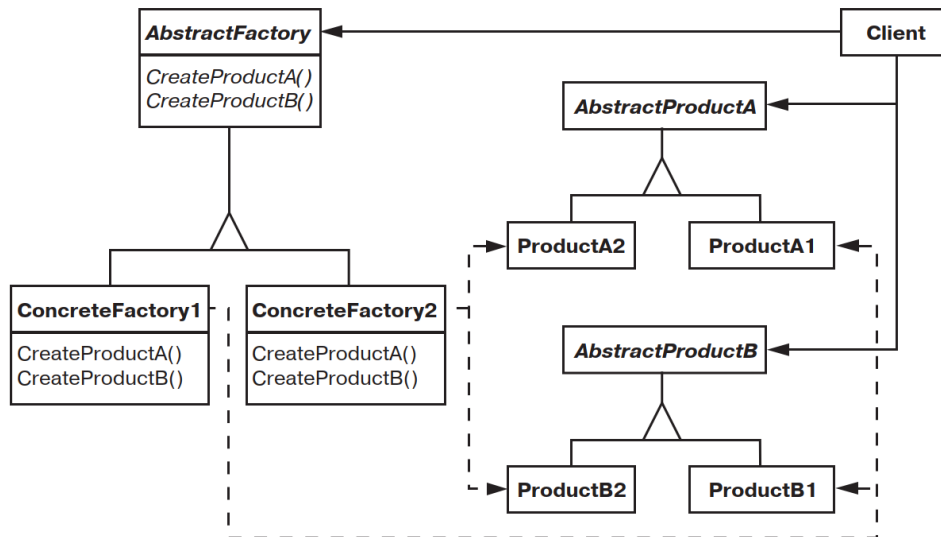 AbstractFactory
CreateProductA()
CreateProductB()
Client
AbstractProductA
ProductA2
ProductA1
ConcreteFactory1
CreateProductA()
CreateProductB()
ConcreteFactory2
CreateProductA()
CreateProductB()
AbstractProductB
ProductB2
ProductB1